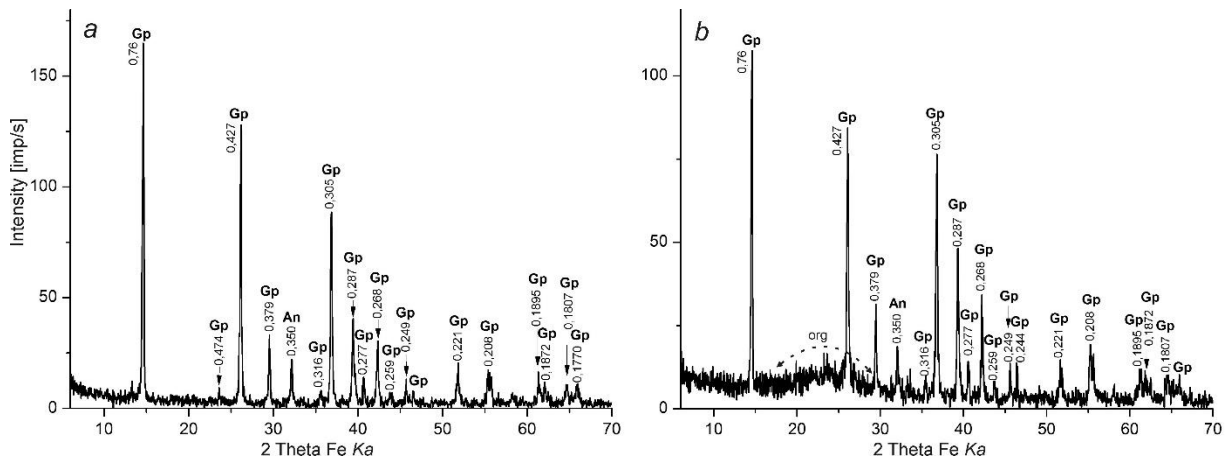 a
Intensity [imp/s]
150
100
50
0
Gp
0,76
Gp
0,474
Gp
0,427
Gp
0,379
An
0,350
Gp
0,316
Gp
0,305
Gp
0,287
Gp
0,277
Gp
0,268
Gp
0,259
Gp
0,249
Gp
Gp
0,221
Gp
0,208
Gp
0,1895
Gp
0,1872
Gp
0,1807
Gp
0,1770
10 20 30 40 50 60 70
2 Theta Fe Ka
b
100
50
0
Gp
0,76
org
Gp
0,427
Gp
0,379
An
0,350
Gp
0,316
Gp
0,305
Gp
0,287
Gp
0,277
Gp
0,268
Gp
0,259
Gp
0,249
Gp
0,244
Gp
0,221
Gp
0,208
Gp
0,1895
Gp
0,1872
Gp
0,1807
Gp
10 20 30 40 50 60 70
2 Theta Fe Ka